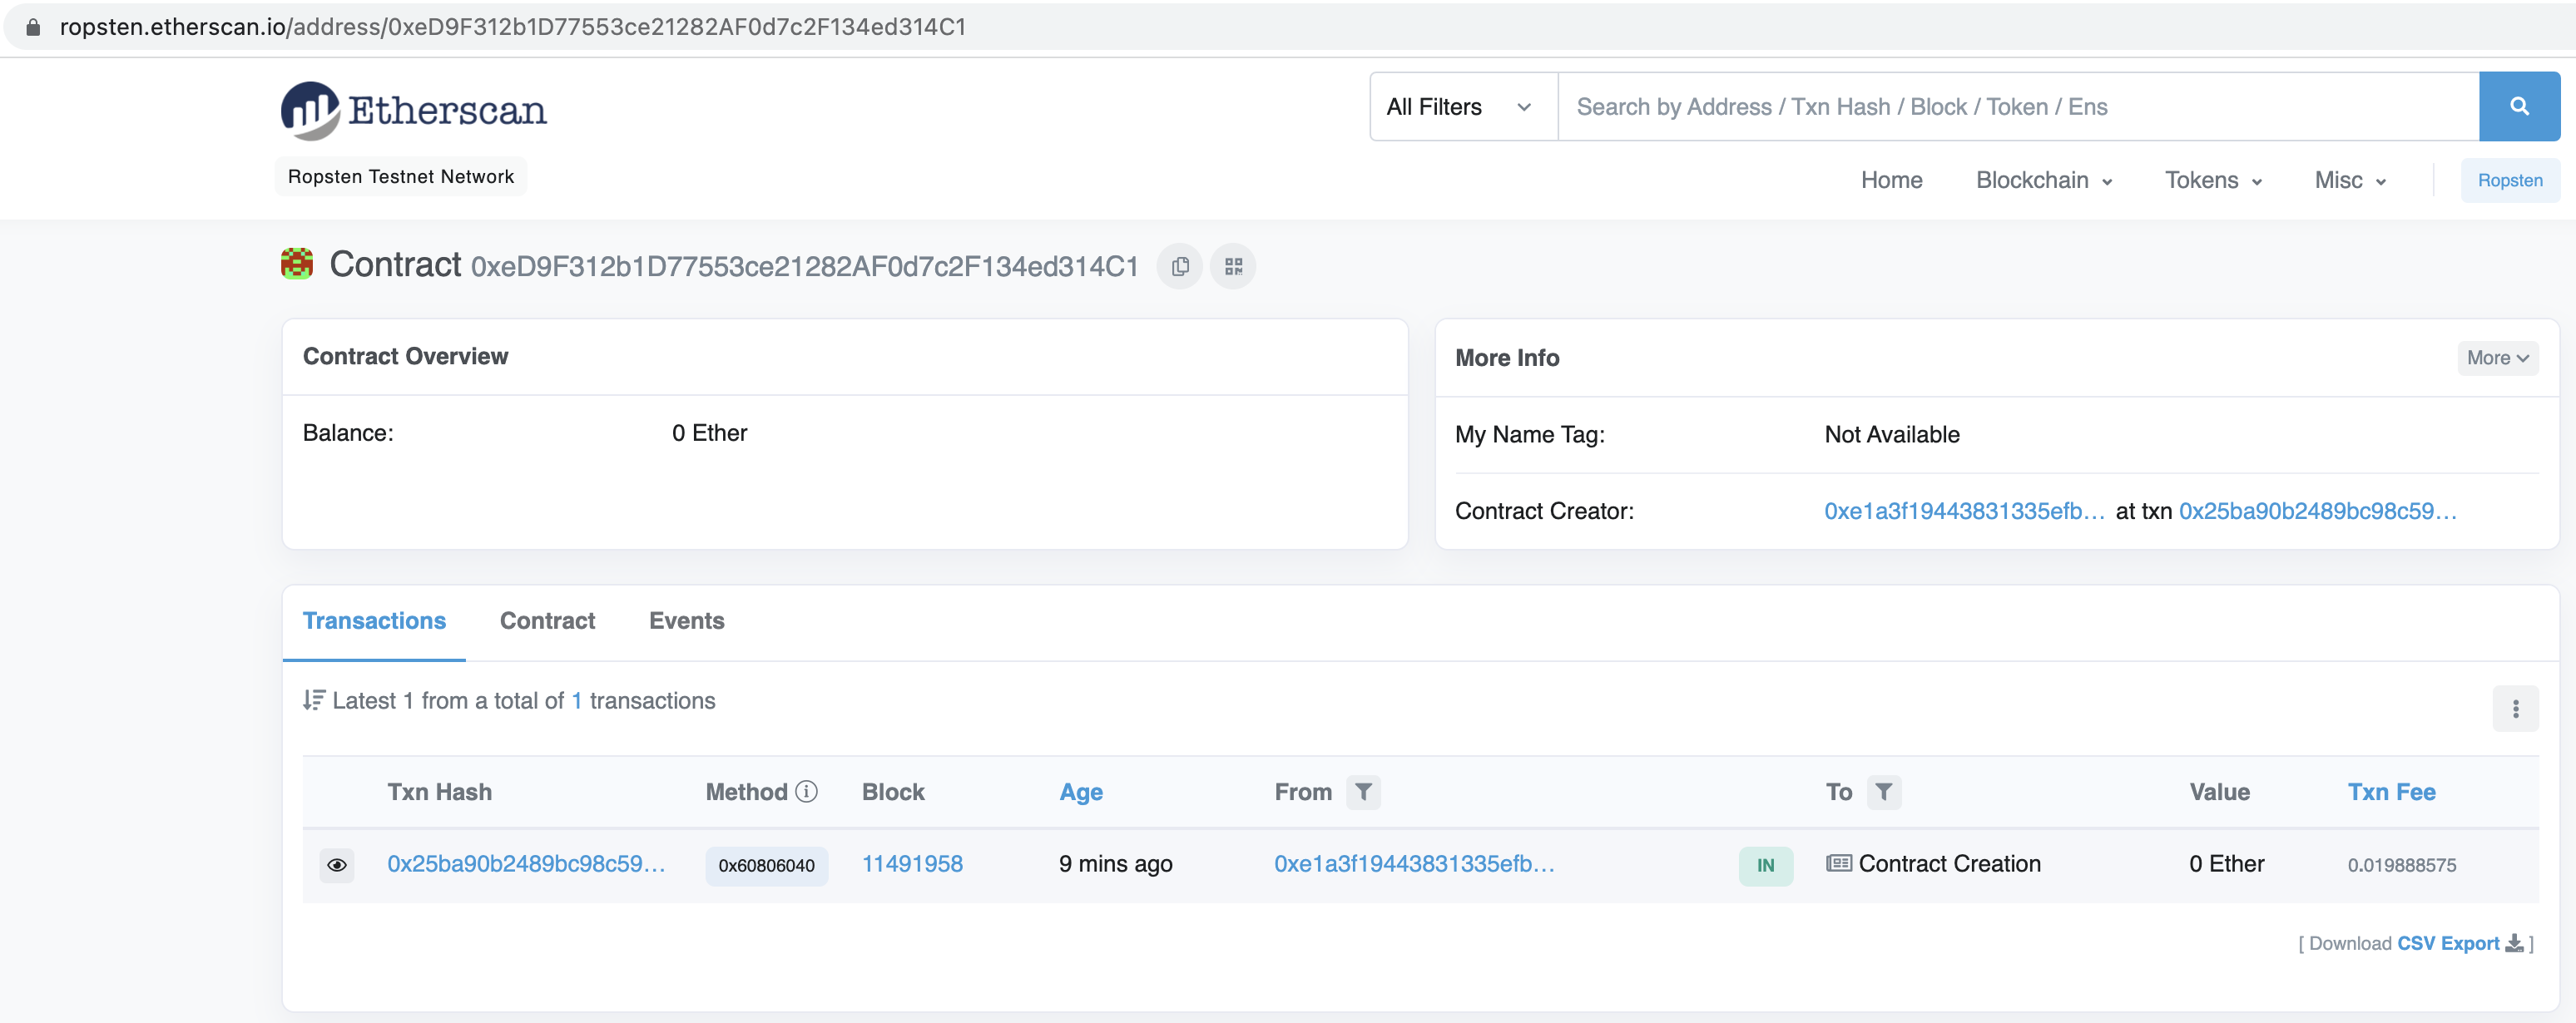 ropsten.etherscan.io/address/0xeD9F312b1D77553ce21282AF0d7c2F134ed314C1
Etherscan
All Filters
Search by Address / Txn Hash / Block / Token / Ens
Ropsten Testnet Network
Home Blockchain Tokens Misc Ropsten
Contract 0xeD9F312b1D77553ce21282AF0d7c2F134ed314C1
Contract Overview
Balance: 0 Ether
More Info More
My Name Tag: Not Available
Contract Creator: 0xe1a3f19443831335efb... at txn 0x25ba90b2489bc98c59...
Transactions Contract Events
Latest 1 from a total of 1 transactions
Txn Hash Method Block Age From To Value Txn Fee
0x25ba90b2489bc98c59... 0x60806040 11491958 9 mins ago 0xe1a3f19443831335efb... IN Contract Creation 0 Ether 0.019888575
[ Download CSV Export ]